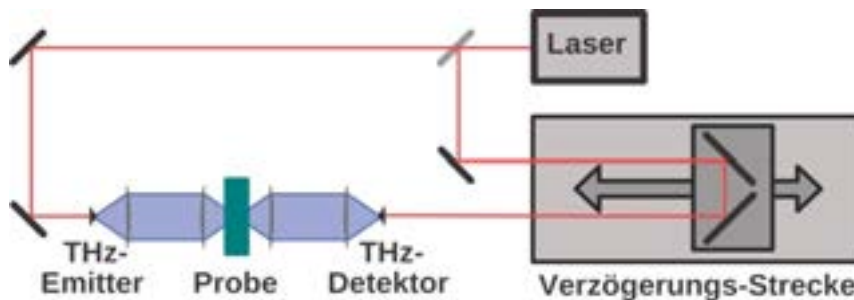 Laser
THz-
Emitter
Probe
THz-
Detektor
Verzögerungs-Strecke